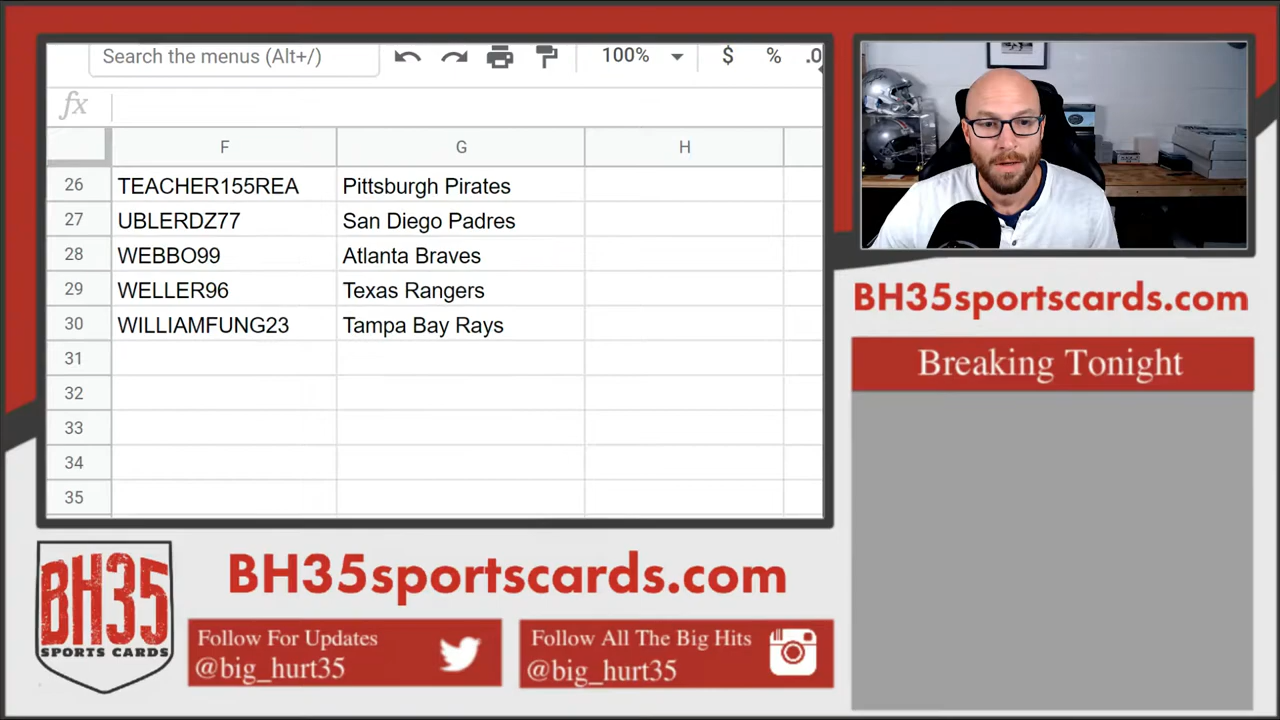 Search the menus (Alt+/)
100%
$ % .0
fx
F G H
26 TEACHER155REA Pittsburgh Pirates
27 UBLERDZ77 San Diego Padres
28 WEBBO99 Atlanta Braves
29 WELLER96 Texas Rangers
30 WILLIAMFUNG23 Tampa Bay Rays
31
32
33
34
35
BH35sportscards.com
Breaking Tonight
BH35
SPORTS CARDS
BH35sportscards.com
Follow For Updates
@big_hurt35
Follow All The Big Hits
@big_hurt35